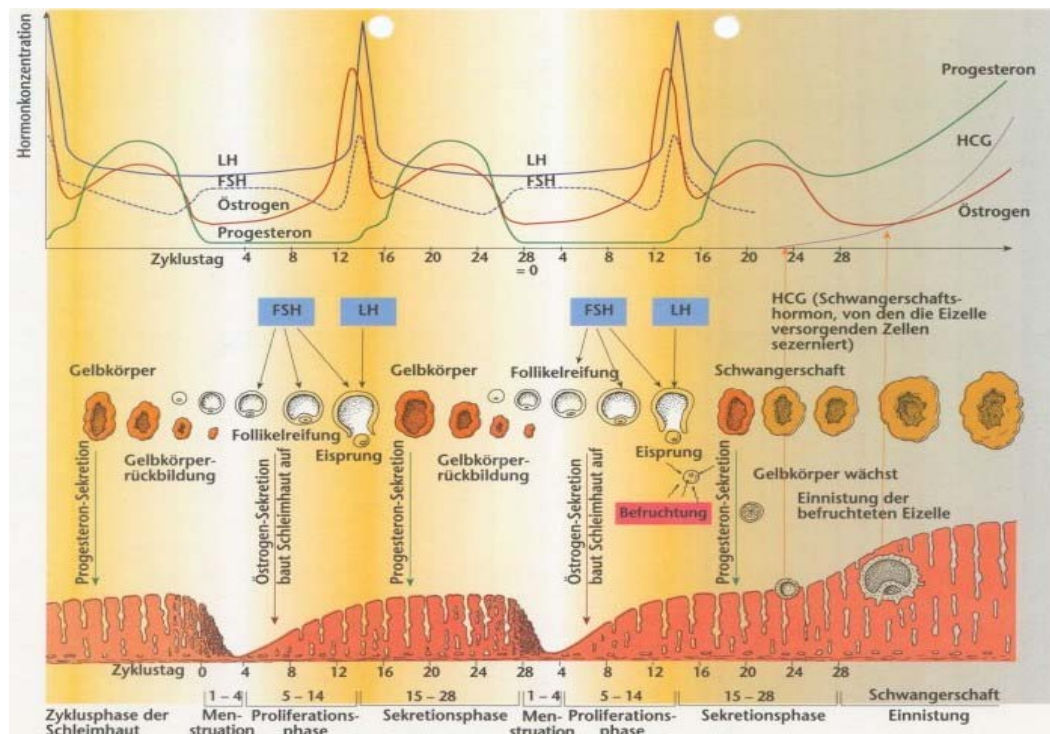 Hormonkonzentration
Progesteron
HCG
LH
LH
FSH
FSH
Östrogen
Östrogen
Progesteron
Zyklustag 4 8 12 16 20 24 28 4 8 12 16 20 24 28
= 0
FSH LH FSH LH
HCG (Schwangerschafts-
hormon, von den die Eizelle
versorgenden Zellen
sezerniert)
Gelbkörper Gelbkörper Follikelreifung Schwangerschaft
Follikelreifung
Eisprung Eisprung
Gelbkörper-
rückbildung
Gelbkörper-
rückbildung
Gelbkörper wächst
Befruchtung
Einnistung der
befruchteten Eizelle
Progesteron-Sekretion
Östrogen-Sekretion
baut Schleimhaut auf
Progesteron-Sekretion
Östrogen-Sekretion
baut Schleimhaut auf
Progesteron-Sekretion
Zyklustag 0 4 8 12 16 20 24 28 4 8 12 16 20 24 28
1 – 4 5 – 14 15 – 28 1 – 4 5 – 14 15 – 28 Schwangerschaft
Zyklusphase der
Schleimhaut
Men-
struation
Proliferations-
phase
Sekretionsphase
Men-
struation
Proliferations-
phase
Sekretionsphase
Einnistung